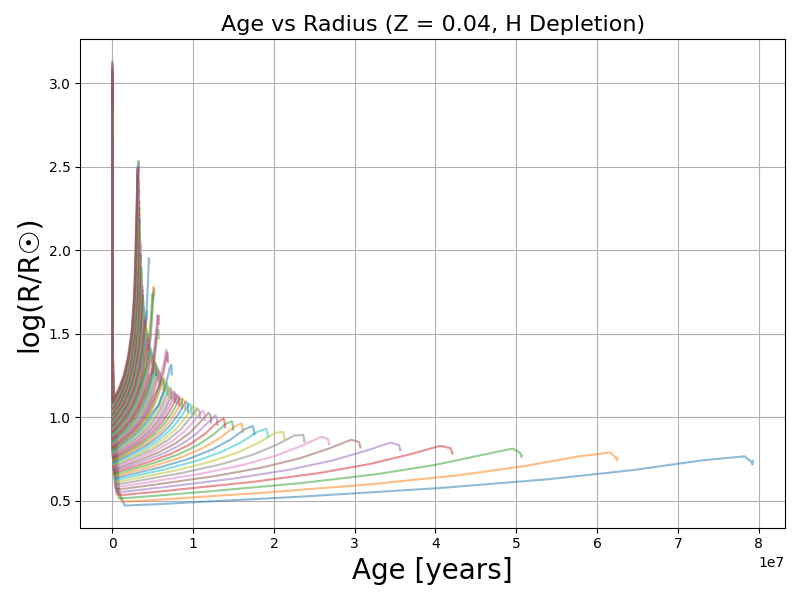 Age vs Radius (Z = 0.04, H Depletion)
log(R/R☉)
3.0
2.5
2.0
1.5
1.0
0.5
0 1 2 3 4 5 6 7 8
1e7
Age [years]